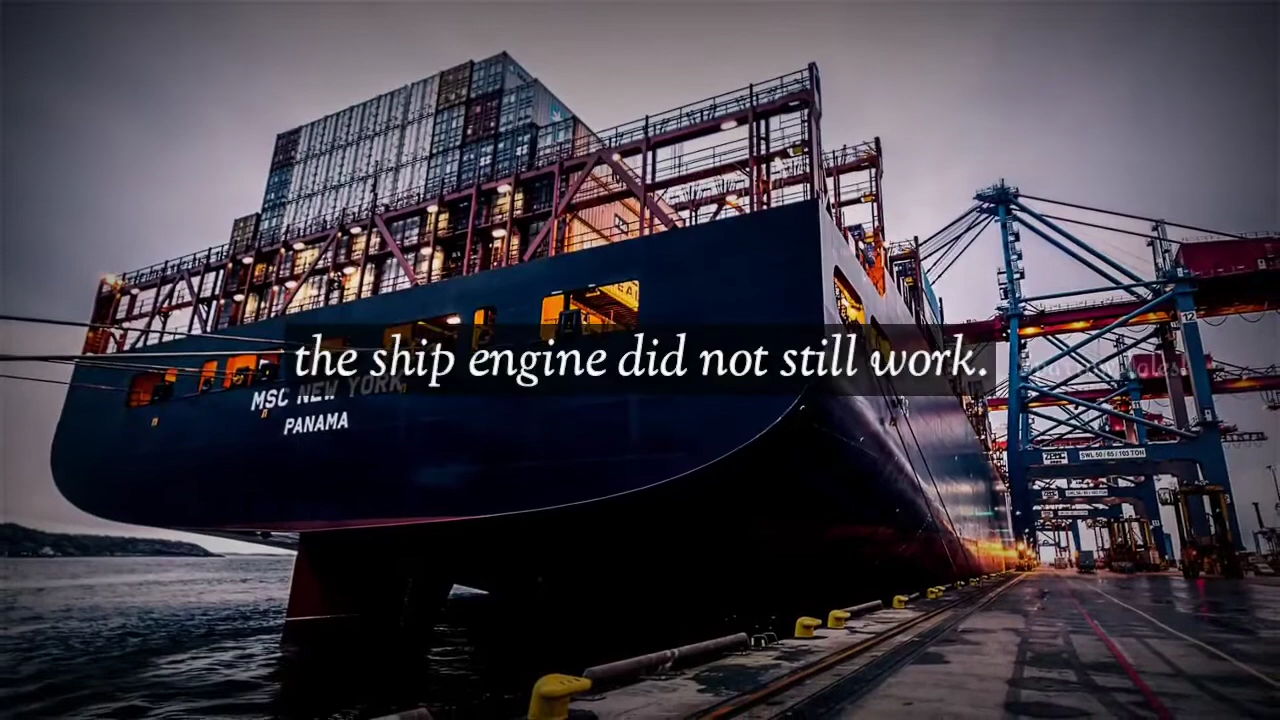 the ship engine did not still work.
MSC NEW YORK
PANAMA
12
ZPMC
SWL 50 / 65 / 103 TON